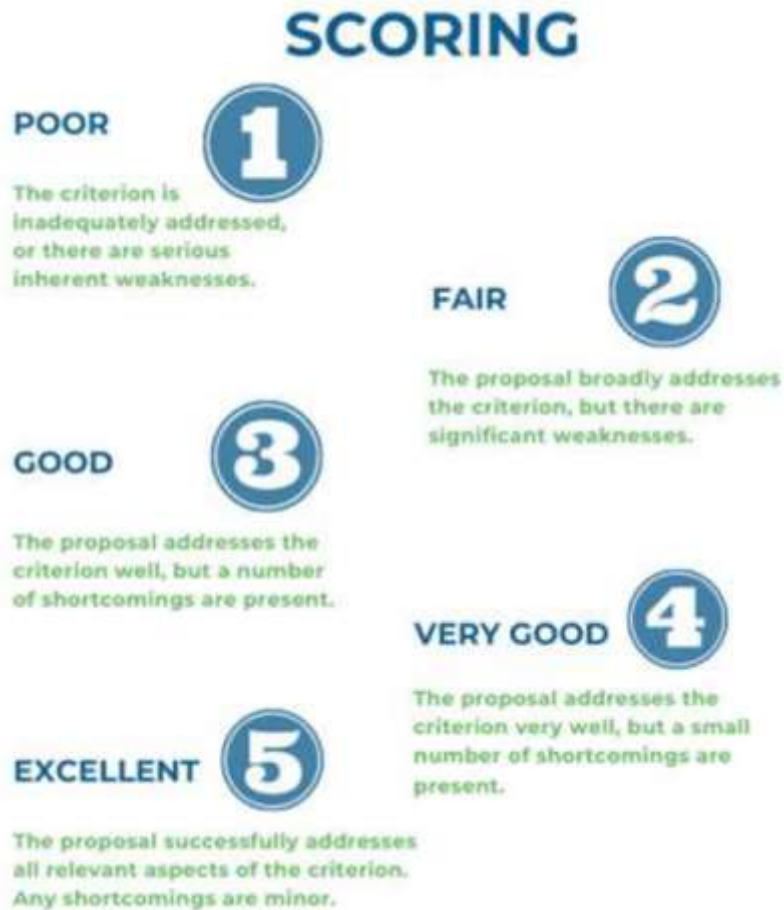 SCORING
POOR
1
The criterion is
inadequately addressed,
or there are serious
inherent weaknesses.
FAIR
2
The proposal broadly addresses
the criterion, but there are
significant weaknesses.
GOOD
3
The proposal addresses the
criterion well, but a number
of shortcomings are present.
VERY GOOD
4
The proposal addresses the
criterion very well, but a small
number of shortcomings are
present.
EXCELLENT
5
The proposal successfully addresses
all relevant aspects of the criterion.
Any shortcomings are minor.